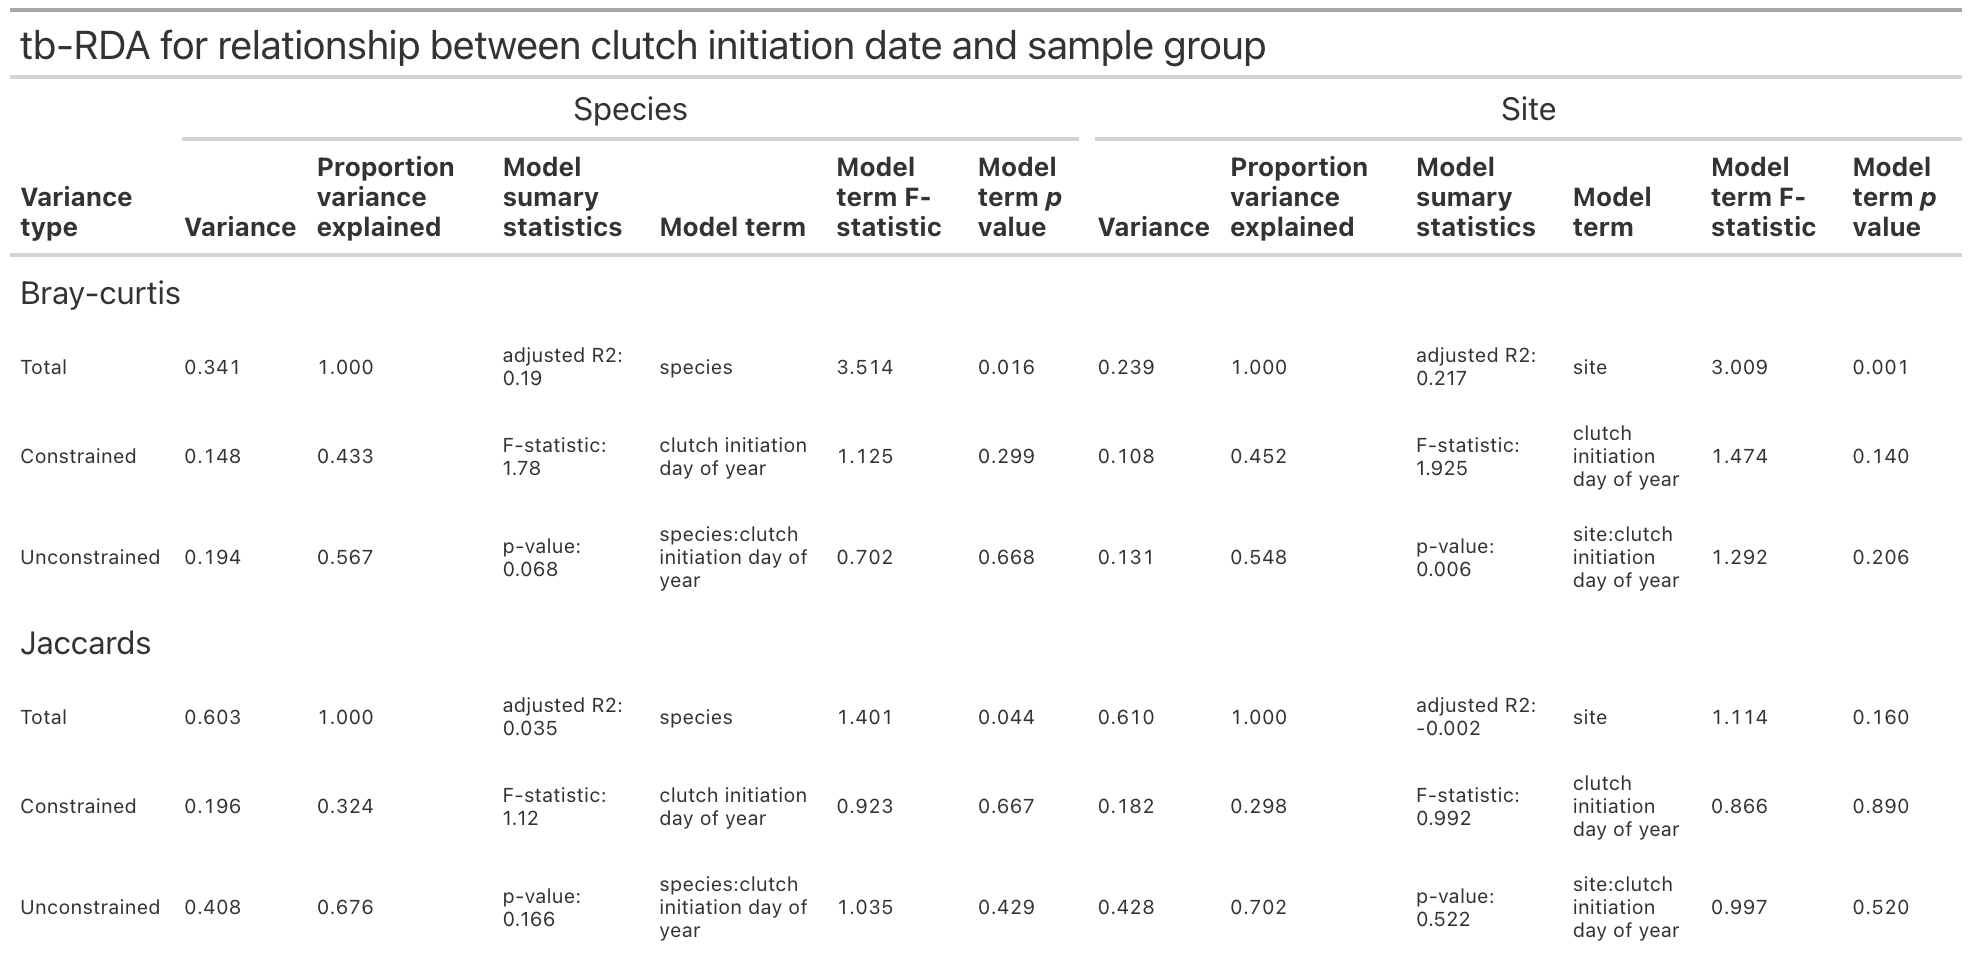 tb-RDA for relationship between clutch initiation date and sample group
Species Site
Variance type Variance Proportion variance explained Model sumary statistics Model term Model term F-statistic Model term p value Variance Proportion variance explained Model sumary statistics Model term Model term F-statistic Model term p value
Bray-curtis
Total 0.341 1.000 adjusted R2: 0.19 species 3.514 0.016 0.239 1.000 adjusted R2: 0.217 site 3.009 0.001
Constrained 0.148 0.433 F-statistic: 1.78 clutch initiation day of year 1.125 0.299 0.108 0.452 F-statistic: 1.925 clutch initiation day of year 1.474 0.140
Unconstrained 0.194 0.567 p-value: 0.068 species:clutch initiation day of year 0.702 0.668 0.131 0.548 p-value: 0.006 site:clutch initiation day of year 1.292 0.206
Jaccards
Total 0.603 1.000 adjusted R2: 0.035 species 1.401 0.044 0.610 1.000 adjusted R2: -0.002 site 1.114 0.160
Constrained 0.196 0.324 F-statistic: 1.12 clutch initiation day of year 0.923 0.667 0.182 0.298 F-statistic: 0.992 clutch initiation day of year 0.866 0.890
Unconstrained 0.408 0.676 p-value: 0.166 species:clutch initiation day of year 1.035 0.429 0.428 0.702 p-value: 0.522 site:clutch initiation day of year 0.997 0.520